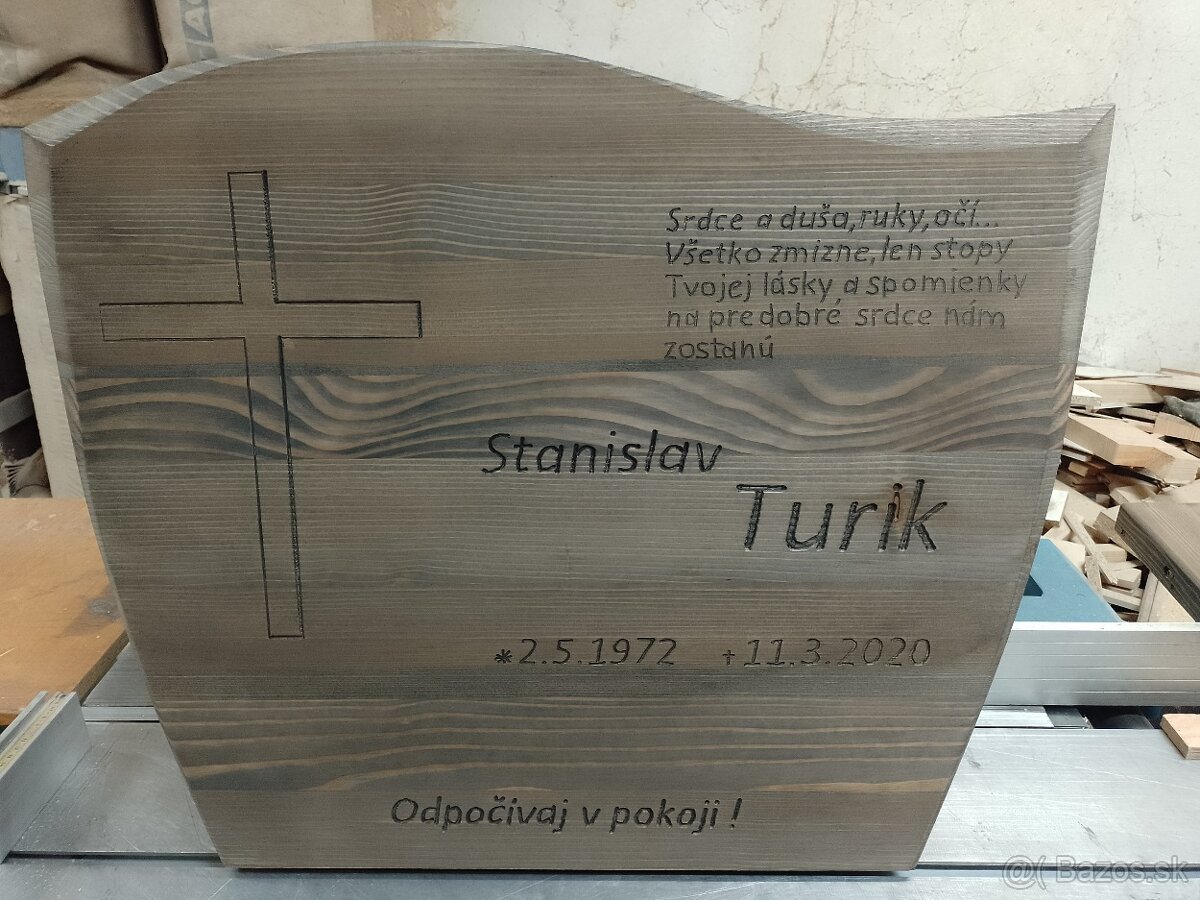 Srdce a duša,ruky,očí...
Všetko zmizne,len stopy
Tvojej lásky a spomienky
na predobré srdce nám
zostanú
Stanislav
Turik
*2.5.1972 +11.3.2020
Odpočívaj v pokoji !
@( Bazos.sk